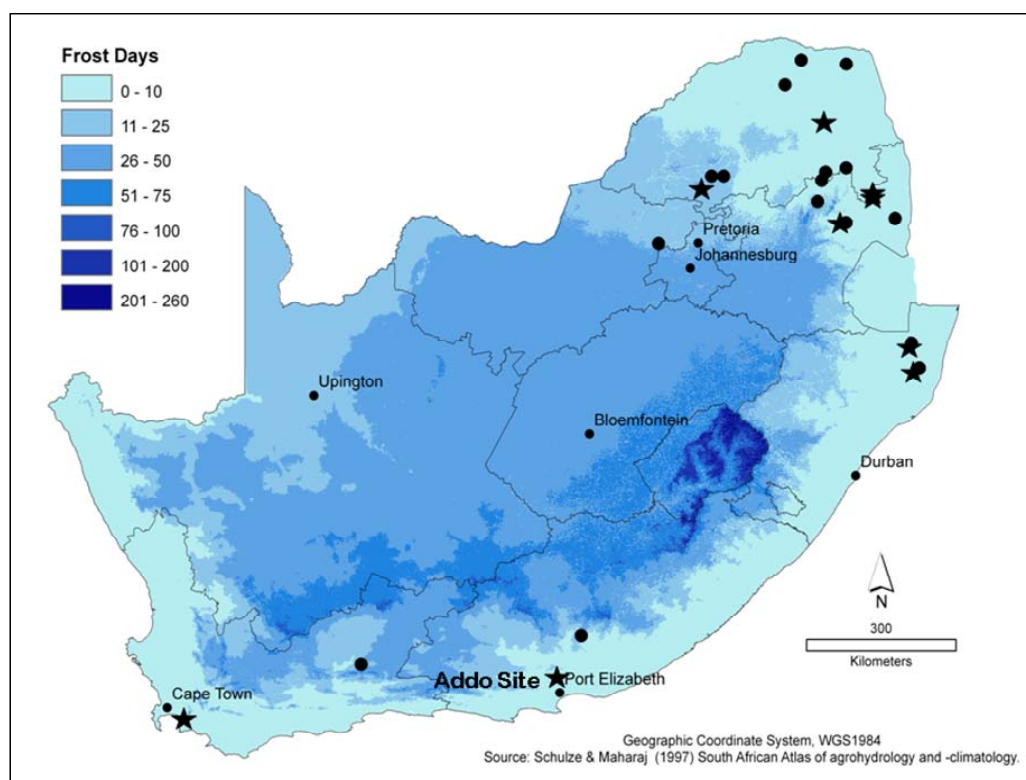 Frost Days
0 - 10
11 - 25
26 - 50
51 - 75
76 - 100
101 - 200
201 - 260
Pretoria
Johannesburg
Upington
Bloemfontein
Durban
N
300
Kilometers
Addo Site
Port Elizabeth
Cape Town
Geographic Coordinate System, WGS1984
Source: Schulze & Maharaj (1997) South African Atlas of agrohydrology and -climatology.